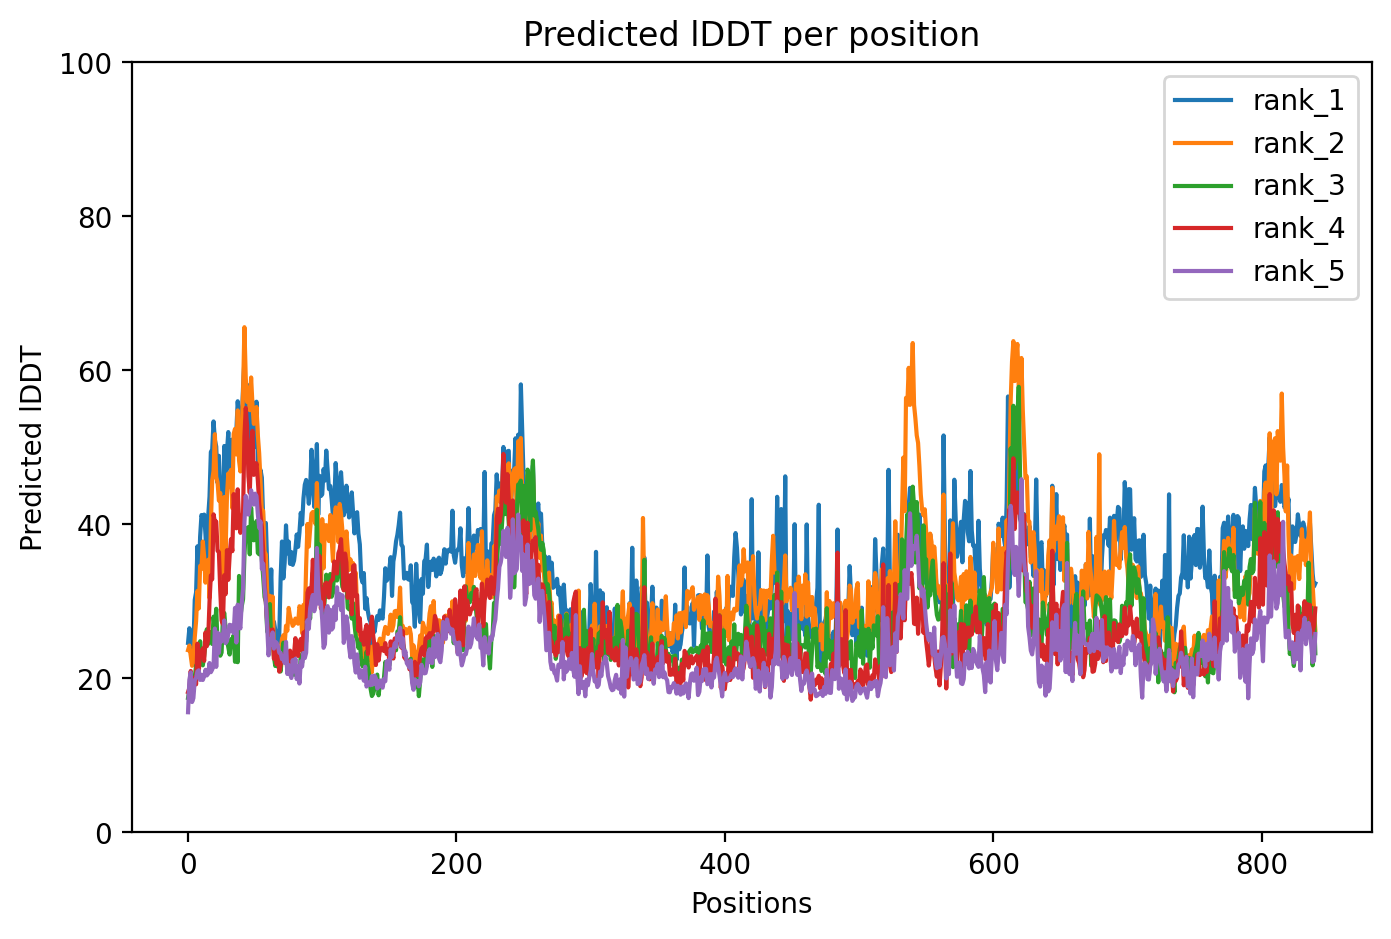 Predicted lDDT per position
100
80
60
40
20
0
Predicted lDDT
0 200 400 600 800
Positions
rank_1
rank_2
rank_3
rank_4
rank_5